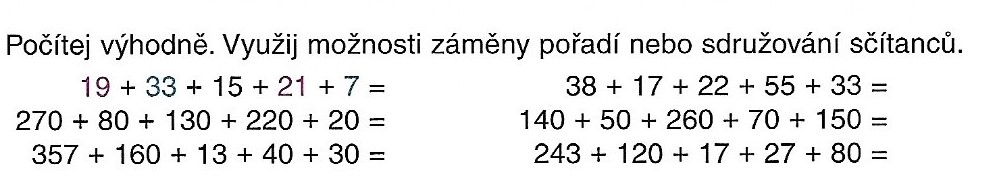 Počítej výhodně. Využij možnosti záměny pořadí nebo sdružování sčítanců.
19 + 33 + 15 + 21 + 7 =
270 + 80 + 130 + 220 + 20 =
357 + 160 + 13 + 40 + 30 =
38 + 17 + 22 + 55 + 33 =
140 + 50 + 260 + 70 + 150 =
243 + 120 + 17 + 27 + 80 =